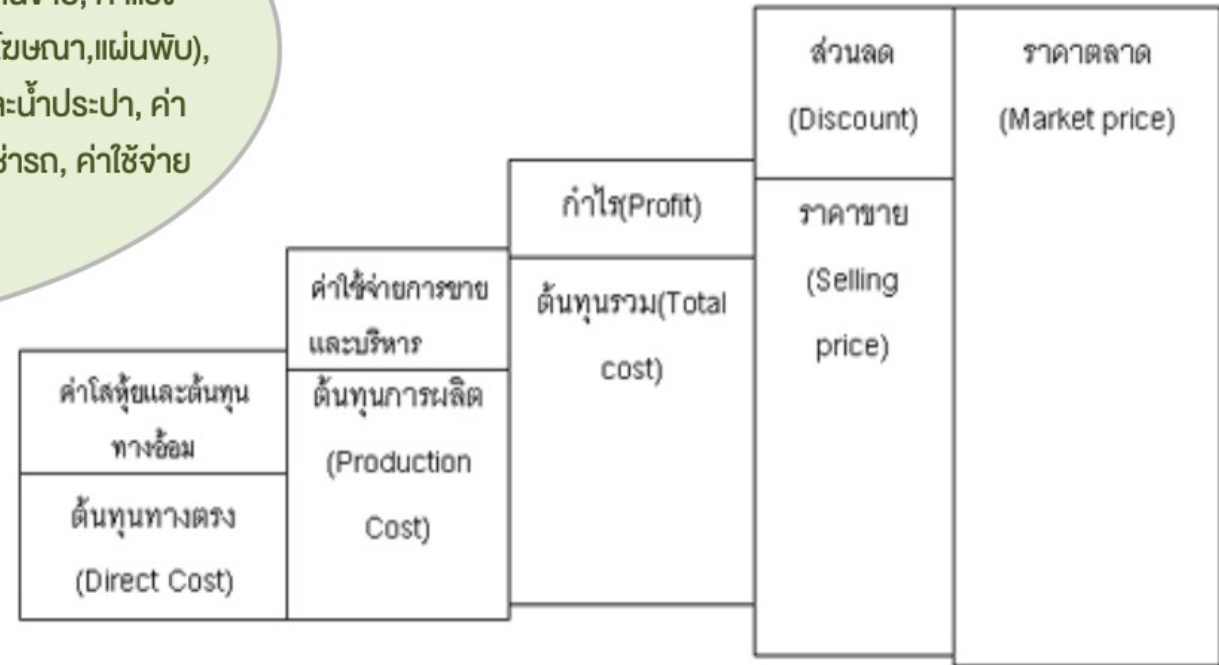 โฆษณา,แผ่นพับ),
น้ำประปา, ค่า
ค่าใช้จ่าย
ส่วนลด
(Discount)
ราคาตลาด
(Market price)
กำไร(Profit)
ราคาขาย
(Selling
price)
ค่าใช้จ่ายการขาย
และบริหาร
ต้นทุนรวม(Total
cost)
ค่าโสหุ้ยและต้นทุน
ทางอ้อม
ต้นทุนการผลิต
(Production
Cost)
ต้นทุนทางตรง
(Direct Cost)